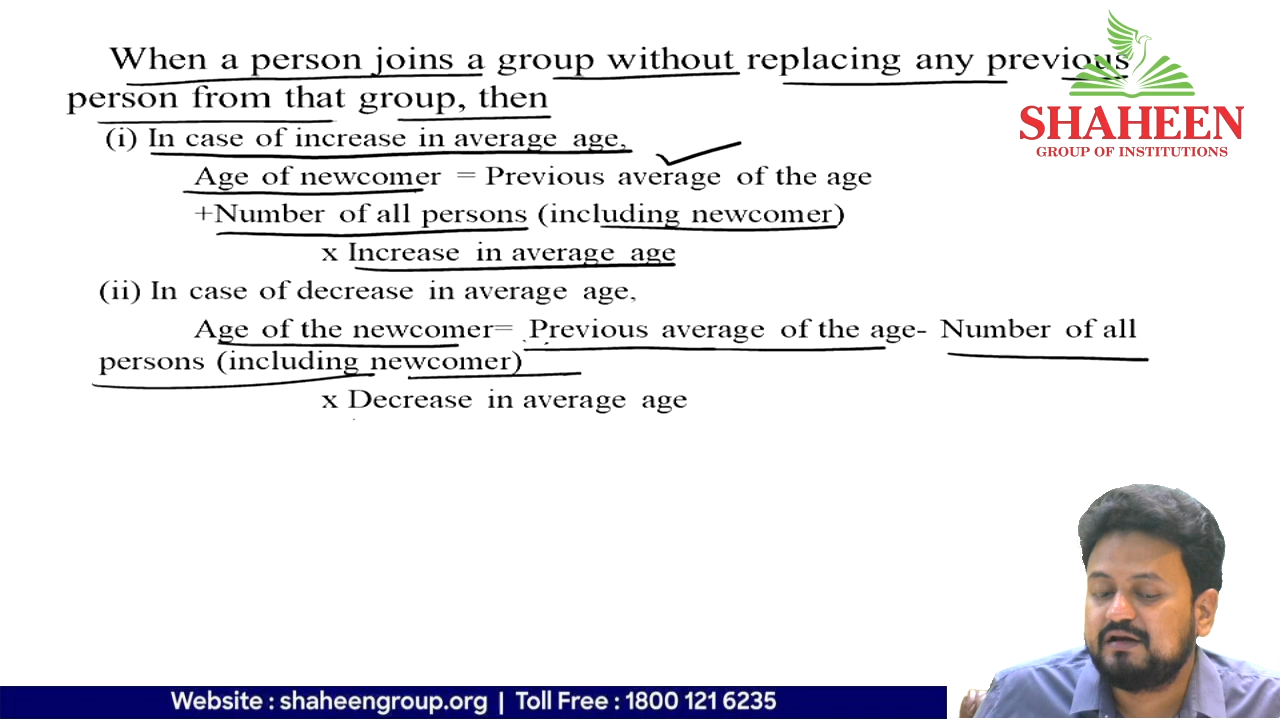 When a person joins a group without replacing any previous
person from that group, then
(i) In case of increase in average age,
Age of newcomer = Previous average of the age
+Number of all persons (including newcomer)
x Increase in average age
(ii) In case of decrease in average age,
Age of the newcomer= Previous average of the age- Number of all
persons (including newcomer)
x Decrease in average age
SHAHEEN
GROUP OF INSTITUTIONS
Website : shaheengroup.org | Toll Free : 1800 121 6235